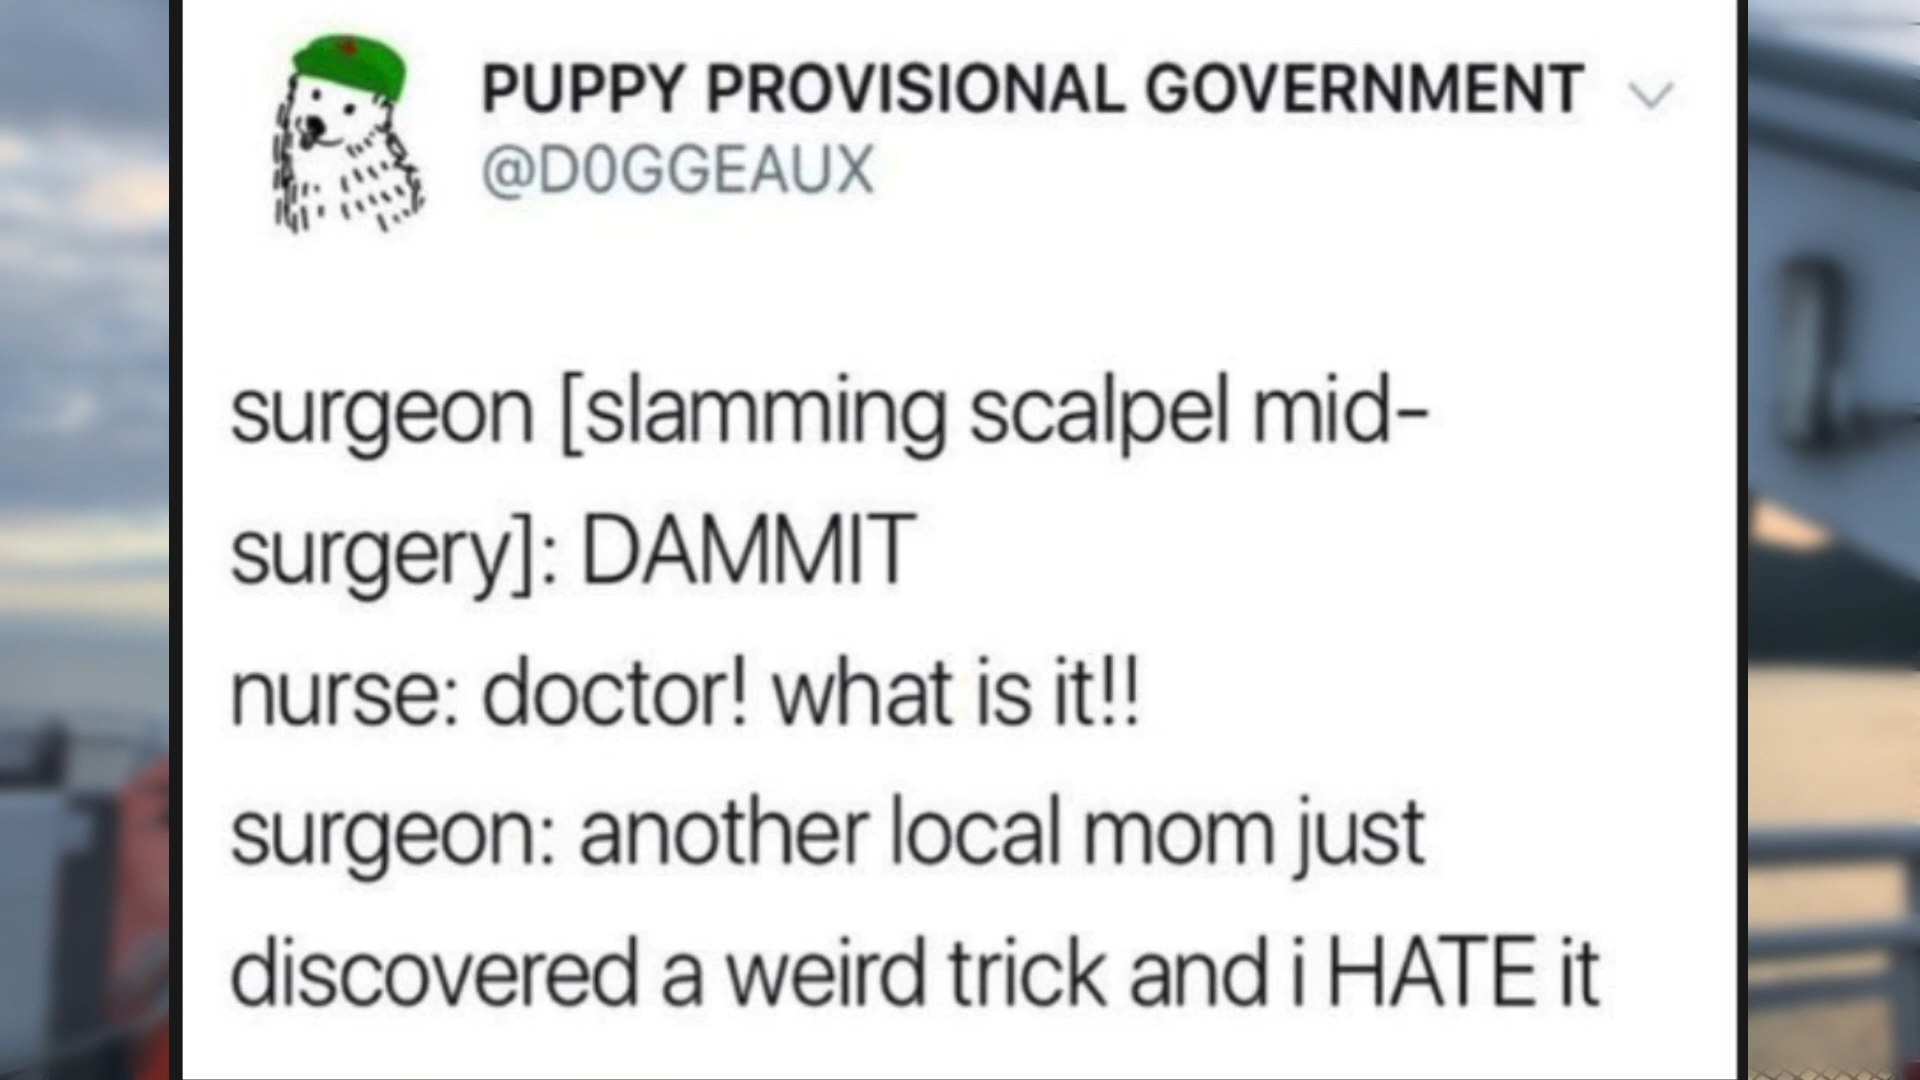 PUPPY PROVISIONAL GOVERNMENT
@D0GGEAUX
surgeon [slamming scalpel mid-
surgery]: DAMMIT
nurse: doctor! what is it!!
surgeon: another local mom just
discovered a weird trick and i HATE it